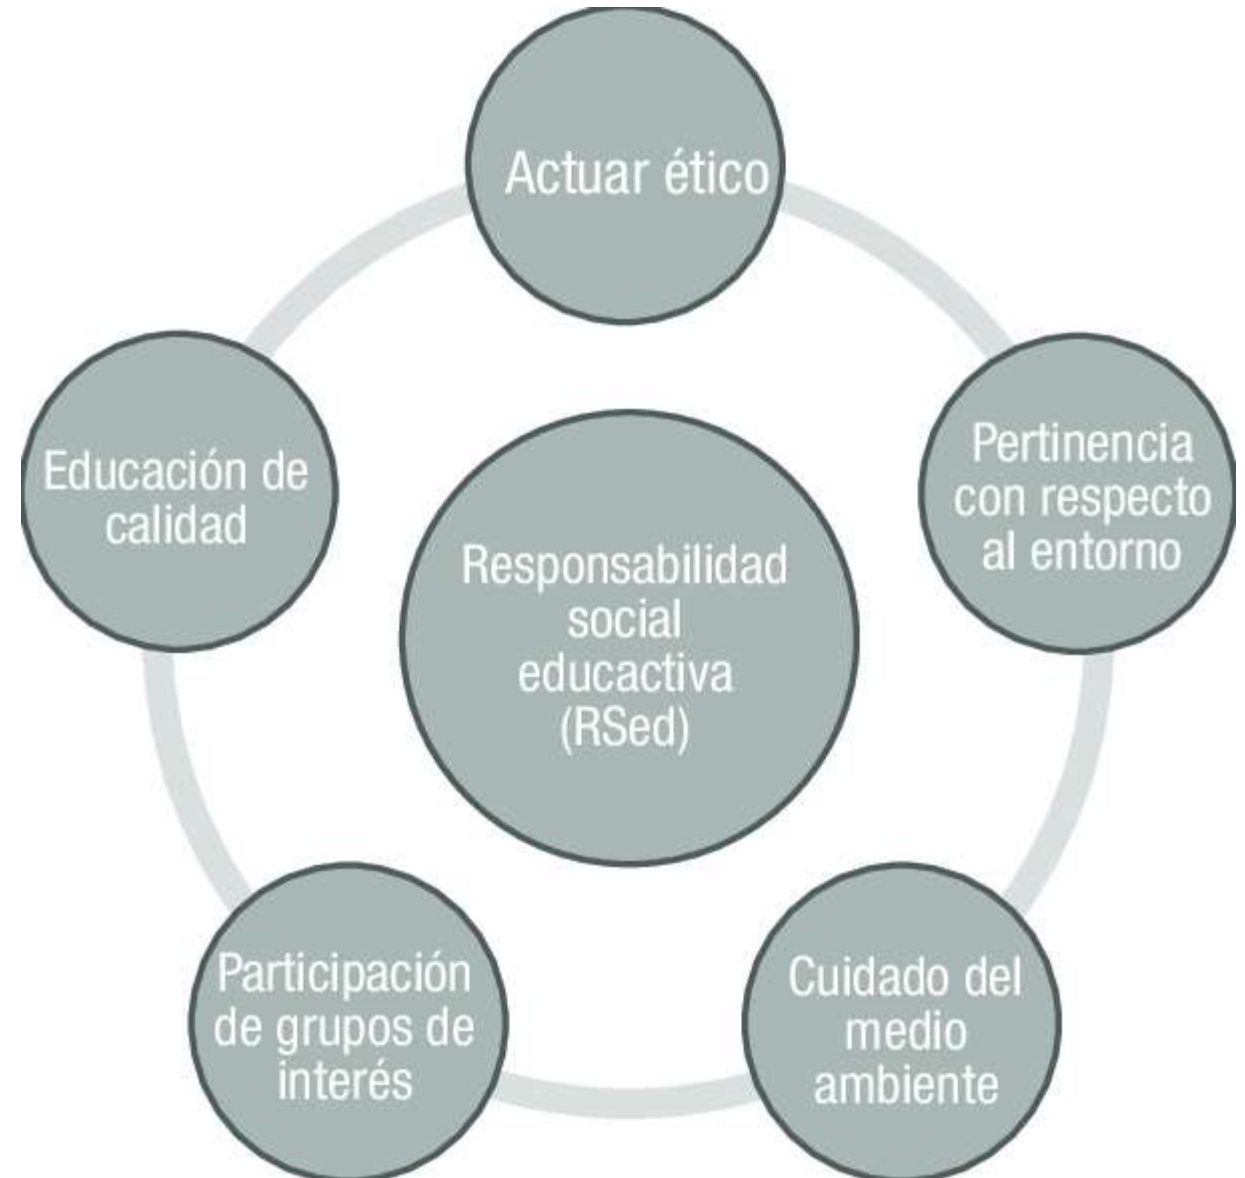 Actuar ético
Pertinencia
con respecto
al entorno
Educación de
calidad
Responsabilidad
social
educactiva
(RSed)
Participación
de grupos de
interés
Cuidado del
medio
ambiente